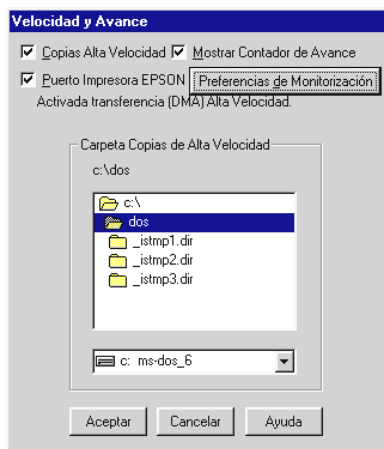 Velocidad y Avance
Copias Alta Velocidad Mostrar Contador de Avance
Puerto Impresora EPSON Preferencias de Monitorización
Activada transferencia (DMA) Alta Velocidad.
Carpeta Copias de Alta Velocidad
c:\dos
c:\
dos
_istmp1.dir
_istmp2.dir
_istmp3.dir
c: ms-dos_6
Aceptar Cancelar Ayuda